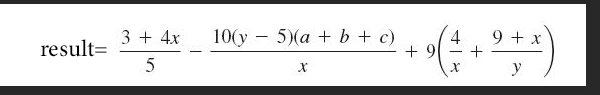 result= (3 + 4x)/5 − 10(y − 5)(a + b + c)/x + 9(4/x + (9 + x)/y)